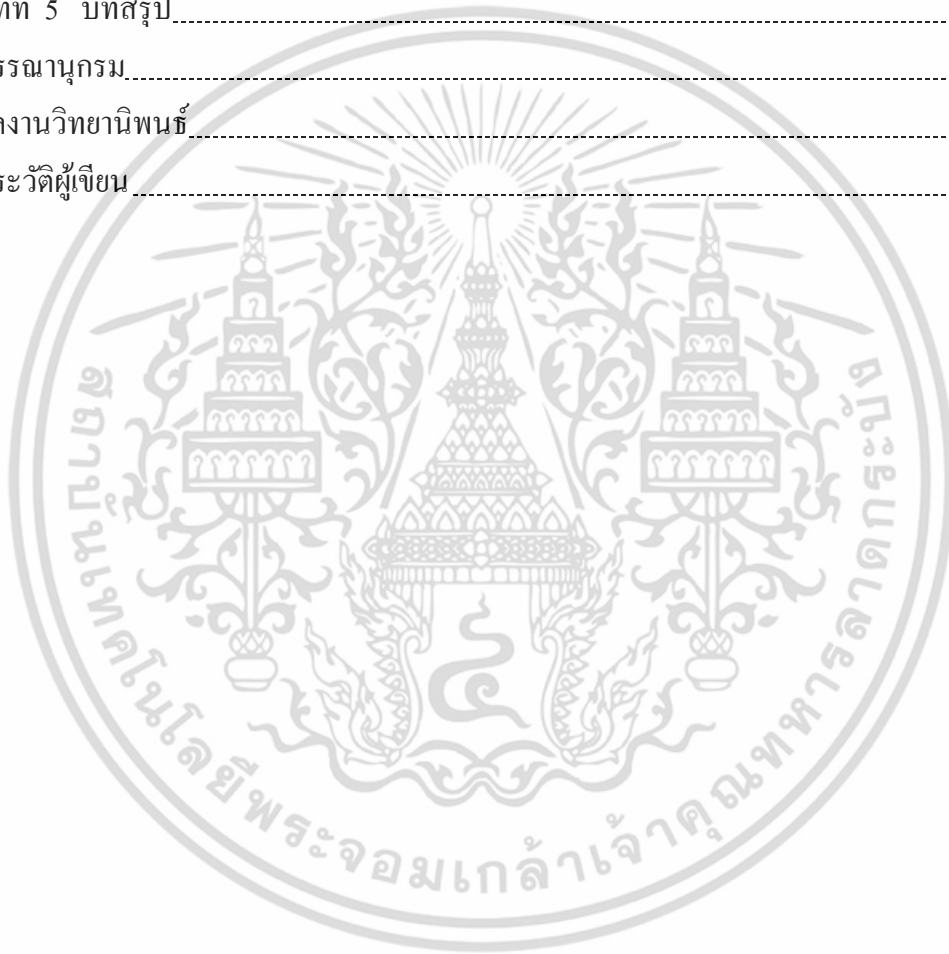 ทที่ 5 บทสรุป
รรณานุกรม
ลงานวิทยานิพนธ์
ระวัติผู้เขียน
สถาบันเทคโนโลยีพระจอมเกล้าเจ้าคุณทหารลาดกระบัง
๔